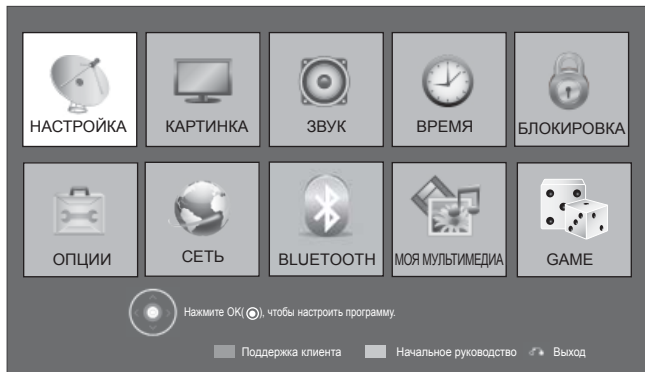 НАСТРОЙКА КАРТИНКА ЗВУК ВРЕМЯ БЛОКИРОВКА
ОПЦИИ СЕТЬ BLUETOOTH МОЯ МУЛЬТИМЕДИА GAME
Нажмите OK(◉), чтобы настроить программу.
Поддержка клиента Начальное руководство Выход